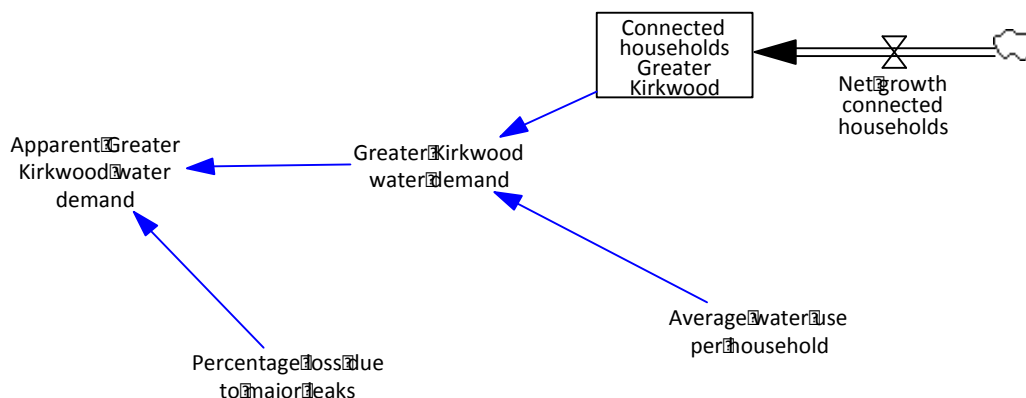 Connected
households
Greater
Kirkwood
Net growth
connected
households
Apparent Greater
Kirkwood water
demand
Greater Kirkwood
water demand
Average water use
per household
Percentage loss due
to major leaks